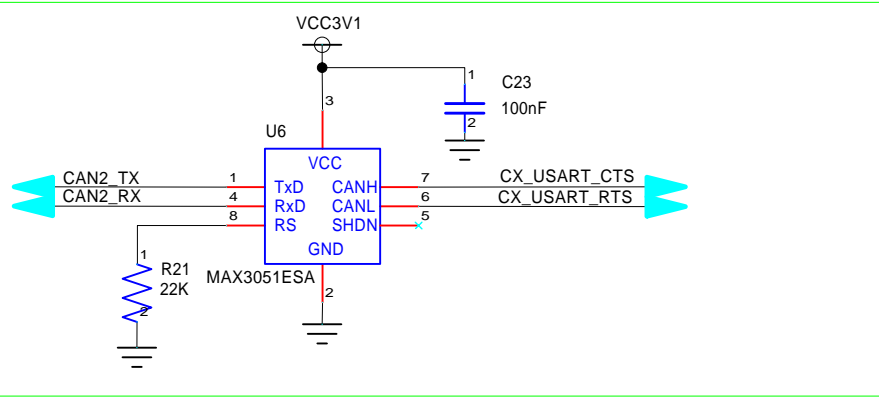 VCC3V1
1
C23
100nF
2
3
U6
VCC
CAN2_TX
1
TxD
CANH
7
CX_USART_CTS
CAN2_RX
4
RxD
CANL
6
CX_USART_RTS
8
RS
SHDN
5
GND
1
R21
22K
2
MAX3051ESA
2